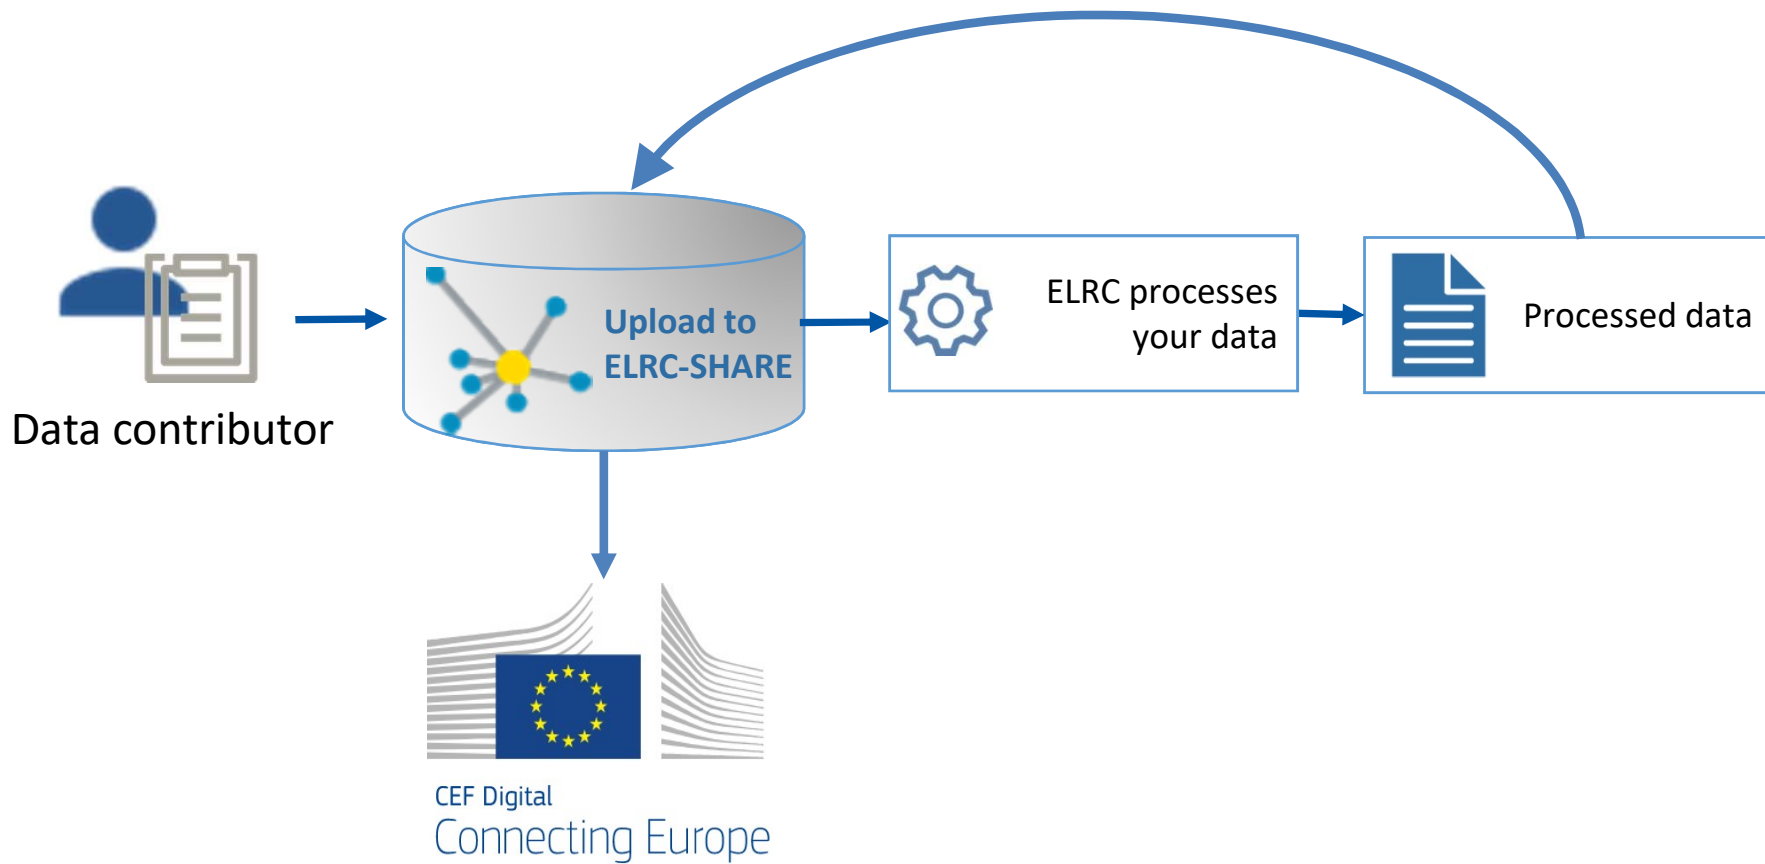 Upload to
ELRC-SHARE
ELRC processes
your data
Processed data
Data contributor
CEF Digital
Connecting Europe